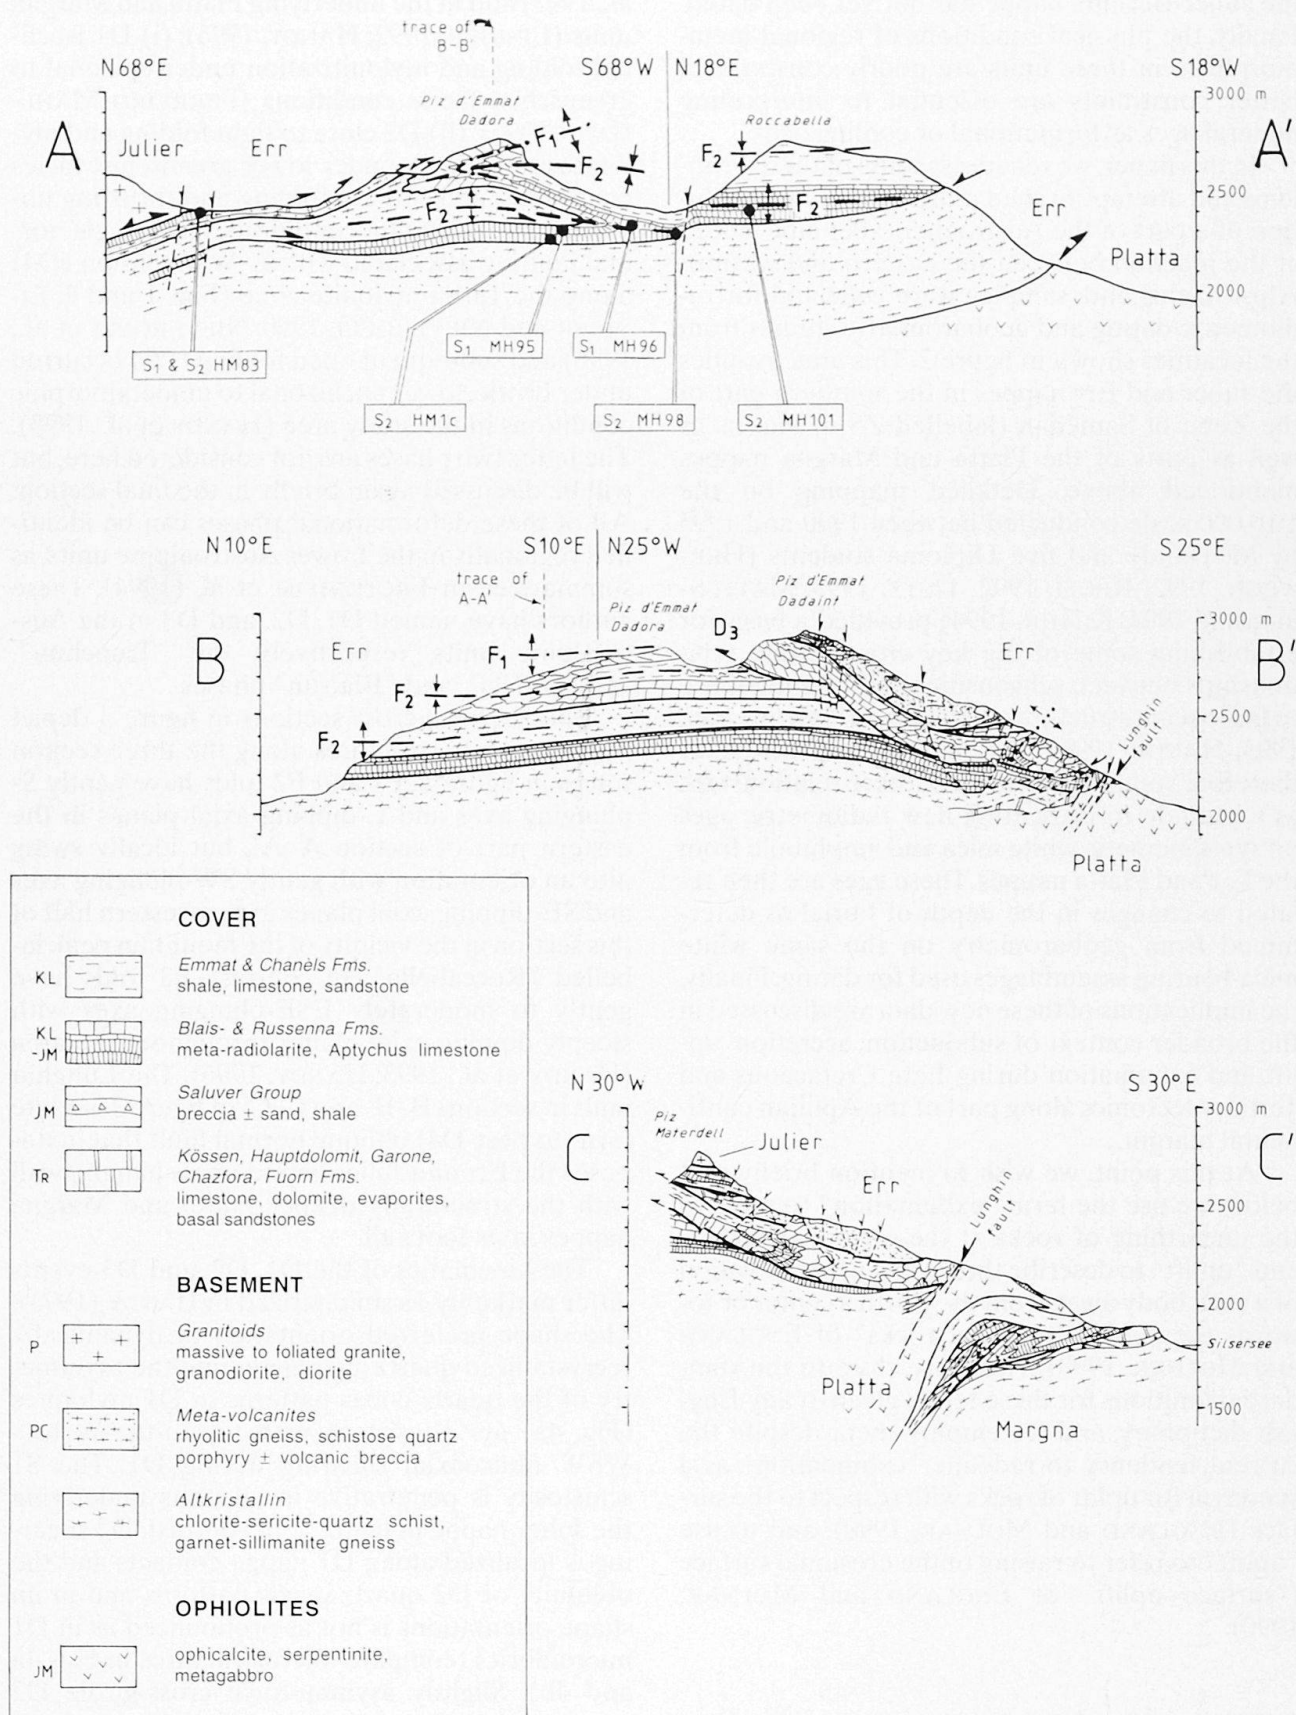 trace of
B-B'
N68°E
S68°W
N18°E
S18°W
3000 m
A
A'
Piz d'Emmat
Dadora
Roccabella
Julier
Err
F1
F2
F2
F2
F2
2500
Err
Platta
2000
S1 MH95
S1 MH96
S1 & S2 HM83
S2 HM1c
S2 MH98
S2 MH101
N10°E
S10°E
N25°W
S25°E
trace of
A-A'
Piz d'Emmat
Dadora
Piz d'Emmat
Dadaint
3000 m
B
B'
Err
F1
D3
Err
F2
F2
2500
Lunghin
fault
2000
Platta
COVER
KL
Emmat & Chanèls Fms.
shale, limestone, sandstone
KL
-JM
Blais- & Russenna Fms.
meta-radiolarite, Aptychus limestone
JM
Saluver Group
breccia ± sand, shale
TR
Kössen, Hauptdolomit, Garone,
Chazfora, Fuorn Fms.
limestone, dolomite, evaporites,
basal sandstones
BASEMENT
P
Granitoids
massive to foliated granite,
granodiorite, diorite
PC
Meta-volcanites
rhyolitic gneiss, schistose quartz
porphyry ± volcanic breccia
Altkristallin
chlorite-sericite-quartz schist,
garnet-sillimanite gneiss
OPHIOLITES
JM
ophicalcite, serpentinite,
metagabbro
N30°W
S30°E
3000 m
C
C'
Piz
Materdell
Julier
Err
Lunghin
fault
2500
2000
Silsersee
Platta
1500
Margna